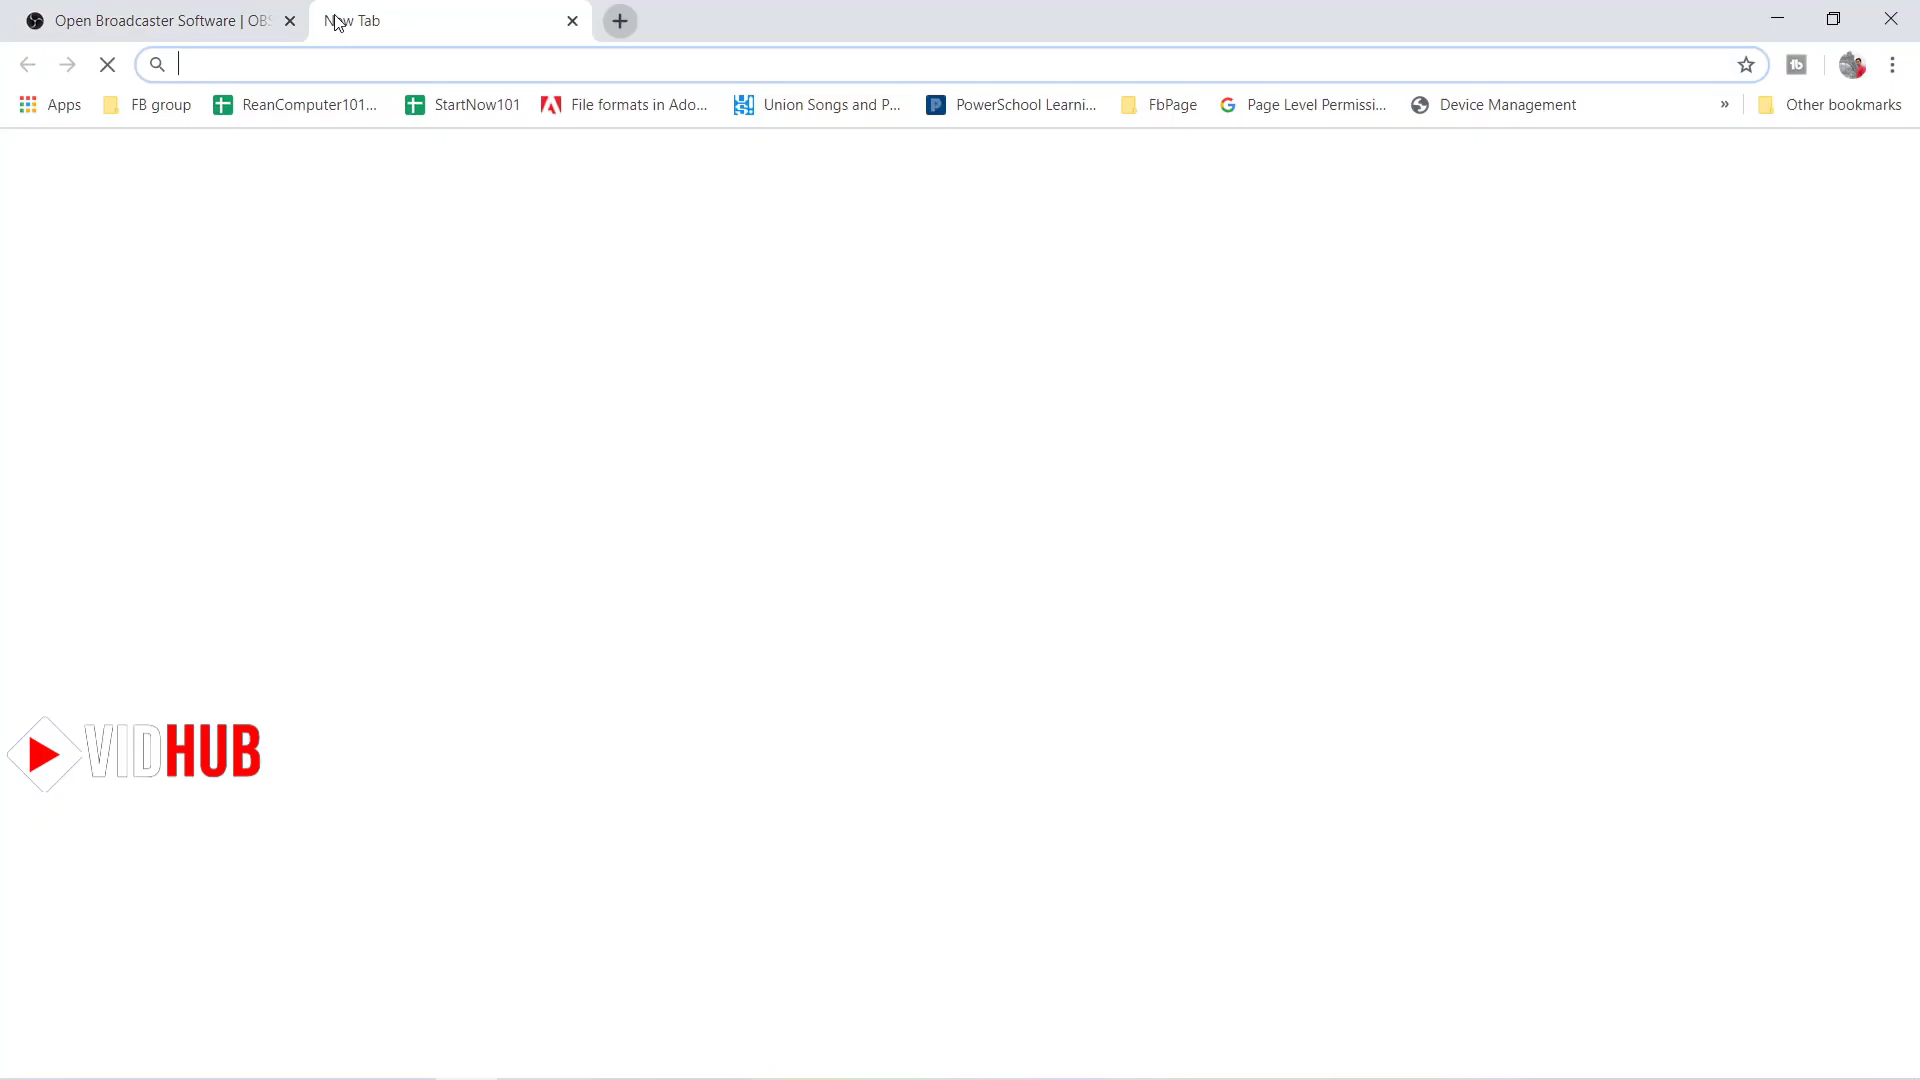 Open Broadcaster Software | OBS
New Tab
Apps
FB group
ReanComputer101...
StartNow101
File formats in Ado...
Union Songs and P...
PowerSchool Learni...
FbPage
Page Level Permissi...
Device Management
»
Other bookmarks
VIDHUB